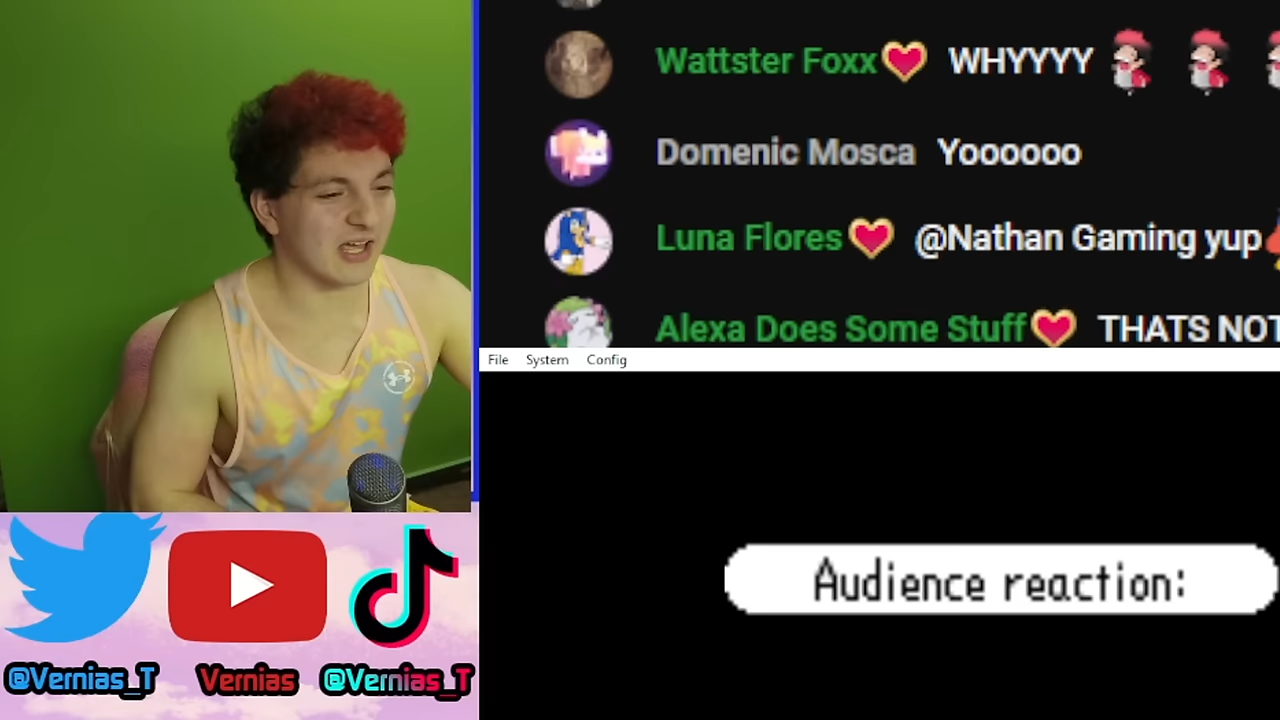 Wattster Foxx WHYYYY
Domenic Mosca Yoooooo
Luna Flores @Nathan Gaming yup
Alexa Does Some Stuff THATS NOT
File System Config
Audience reaction:
@Vernias_T Vernias @Vernias_T